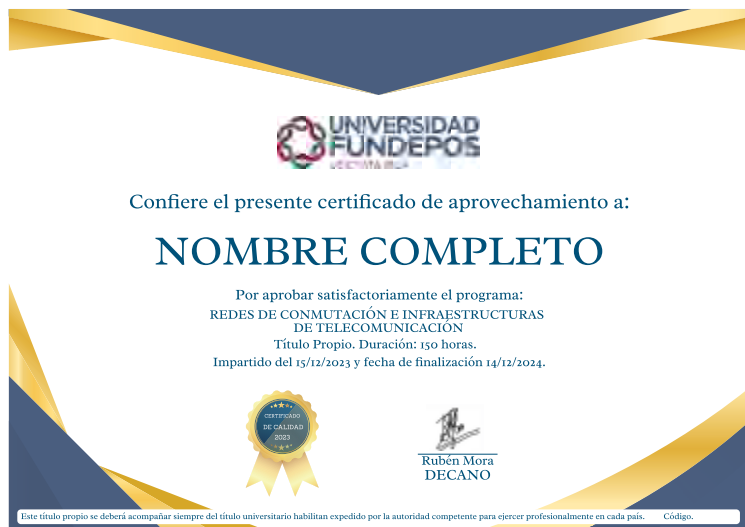 UNIVERSIDAD
FUNDEPOS
Confiere el presente certificado de aprovechamiento a:
NOMBRE COMPLETO
Por aprobar satisfactoriamente el programa:
REDES DE CONMUTACIÓN E INFRAESTRUCTURAS
DE TELECOMUNICACIÓN
Título Propio. Duración: 150 horas.
Impartido del 15/12/2023 y fecha de finalización 14/12/2024.
CERTIFICADO
DE CALIDAD
2023
Rubén Mora
DECANO
Este título propio se deberá acompañar siempre del título universitario habilitan expedido por la autoridad competente para ejercer profesionalmente en cada país. Código.